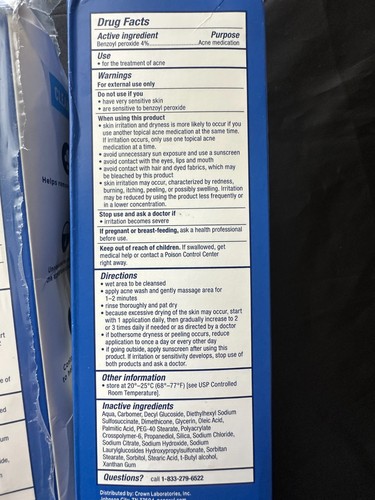 Drug Facts
Active ingredient Purpose
Benzoyl peroxide 4%..........Acne medication
Use
• for the treatment of acne
Warnings
For external use only
Do not use if you
• have very sensitive skin
• are sensitive to benzoyl peroxide
When using this product
• skin irritation and dryness is more likely to occur if you
use another topical acne medication at the same time.
If irritation occurs, only use one topical acne
medication at a time.
• avoid unnecessary sun exposure and use a sunscreen
• avoid contact with the eyes, lips and mouth
• avoid contact with hair and dyed fabrics, which may
be bleached by this product
• skin irritation may occur, characterized by redness,
burning, itching, peeling, or possibly swelling. Irritation
may be reduced by using the product less frequently or
in a lower concentration.
Stop use and ask a doctor if
• irritation becomes severe
If pregnant or breast-feeding, ask a health professional
before use.
Keep out of reach of children. If swallowed, get
medical help or contact a Poison Control Center
right away.
Directions
• wet area to be cleansed
• apply acne wash and gently massage area for
1–2 minutes
• rinse thoroughly and pat dry
• because excessive drying of the skin may occur, start
with 1 application daily, then gradually increase to 2
or 3 times daily if needed or as directed by a doctor
• if bothersome dryness or peeling occurs, reduce
application to once a day or every other day
• if going outside, apply sunscreen after using this
product. If irritation or sensitivity develops, stop use of
both products and ask a doctor.
Other information
• store at 20°–25°C (68°–77°F) [see USP Controlled
Room Temperature].
Inactive ingredients
Aqua, Carbomer, Decyl Glucoside, Diethylhexyl Sodium
Sulfosuccinate, Dimethicone, Glycerin, Oleic Acid,
Palmitic Acid, PEG-40 Stearate, Polyacrylate
Crosspolymer-6, Propanediol, Silica, Sodium Chloride,
Sodium Citrate, Sodium Hydroxide, Sodium
Laurylglucosides Hydroxypropylsulfonate, Sorbitan
Stearate, Sorbitol, Stearic Acid, 1-Butyl alcohol,
Xanthan Gum
Questions? call 1-833-279-6522
Distributed by: Crown Laboratories, Inc.
Helps